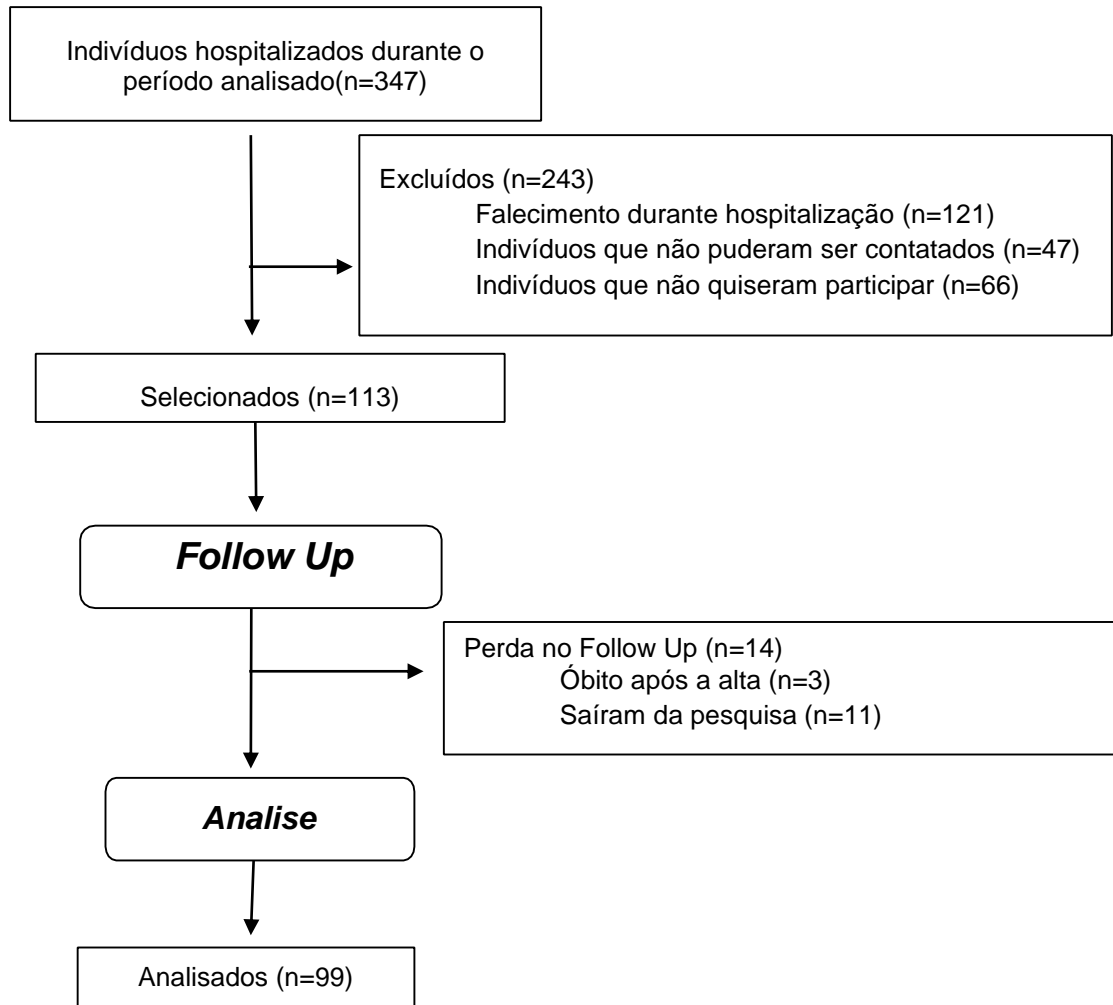 Indivíduos hospitalizados durante o
período analisado(n=347)
Excluídos (n=243)
Falecimento durante hospitalização (n=121)
Indivíduos que não puderam ser contatados (n=47)
Indivíduos que não quiseram participar (n=66)
Selecionados (n=113)
Follow Up
Perda no Follow Up (n=14)
Óbito após a alta (n=3)
Saíram da pesquisa (n=11)
Analise
Analisados (n=99)